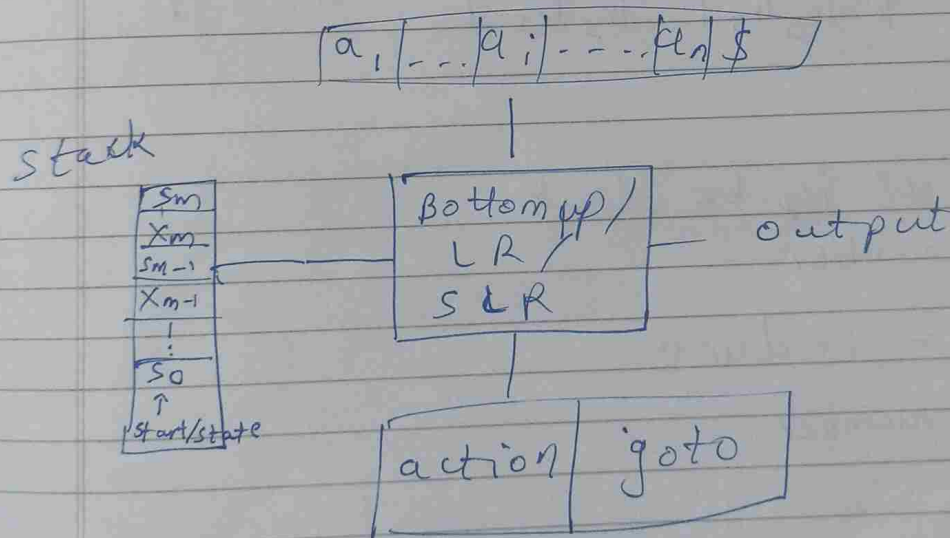 a1 ... ai ----. an $
stack
sm
xm
sm-1
xm-1
s0
↑
start/state
Bottom up/
LR/
SLR
output
action goto